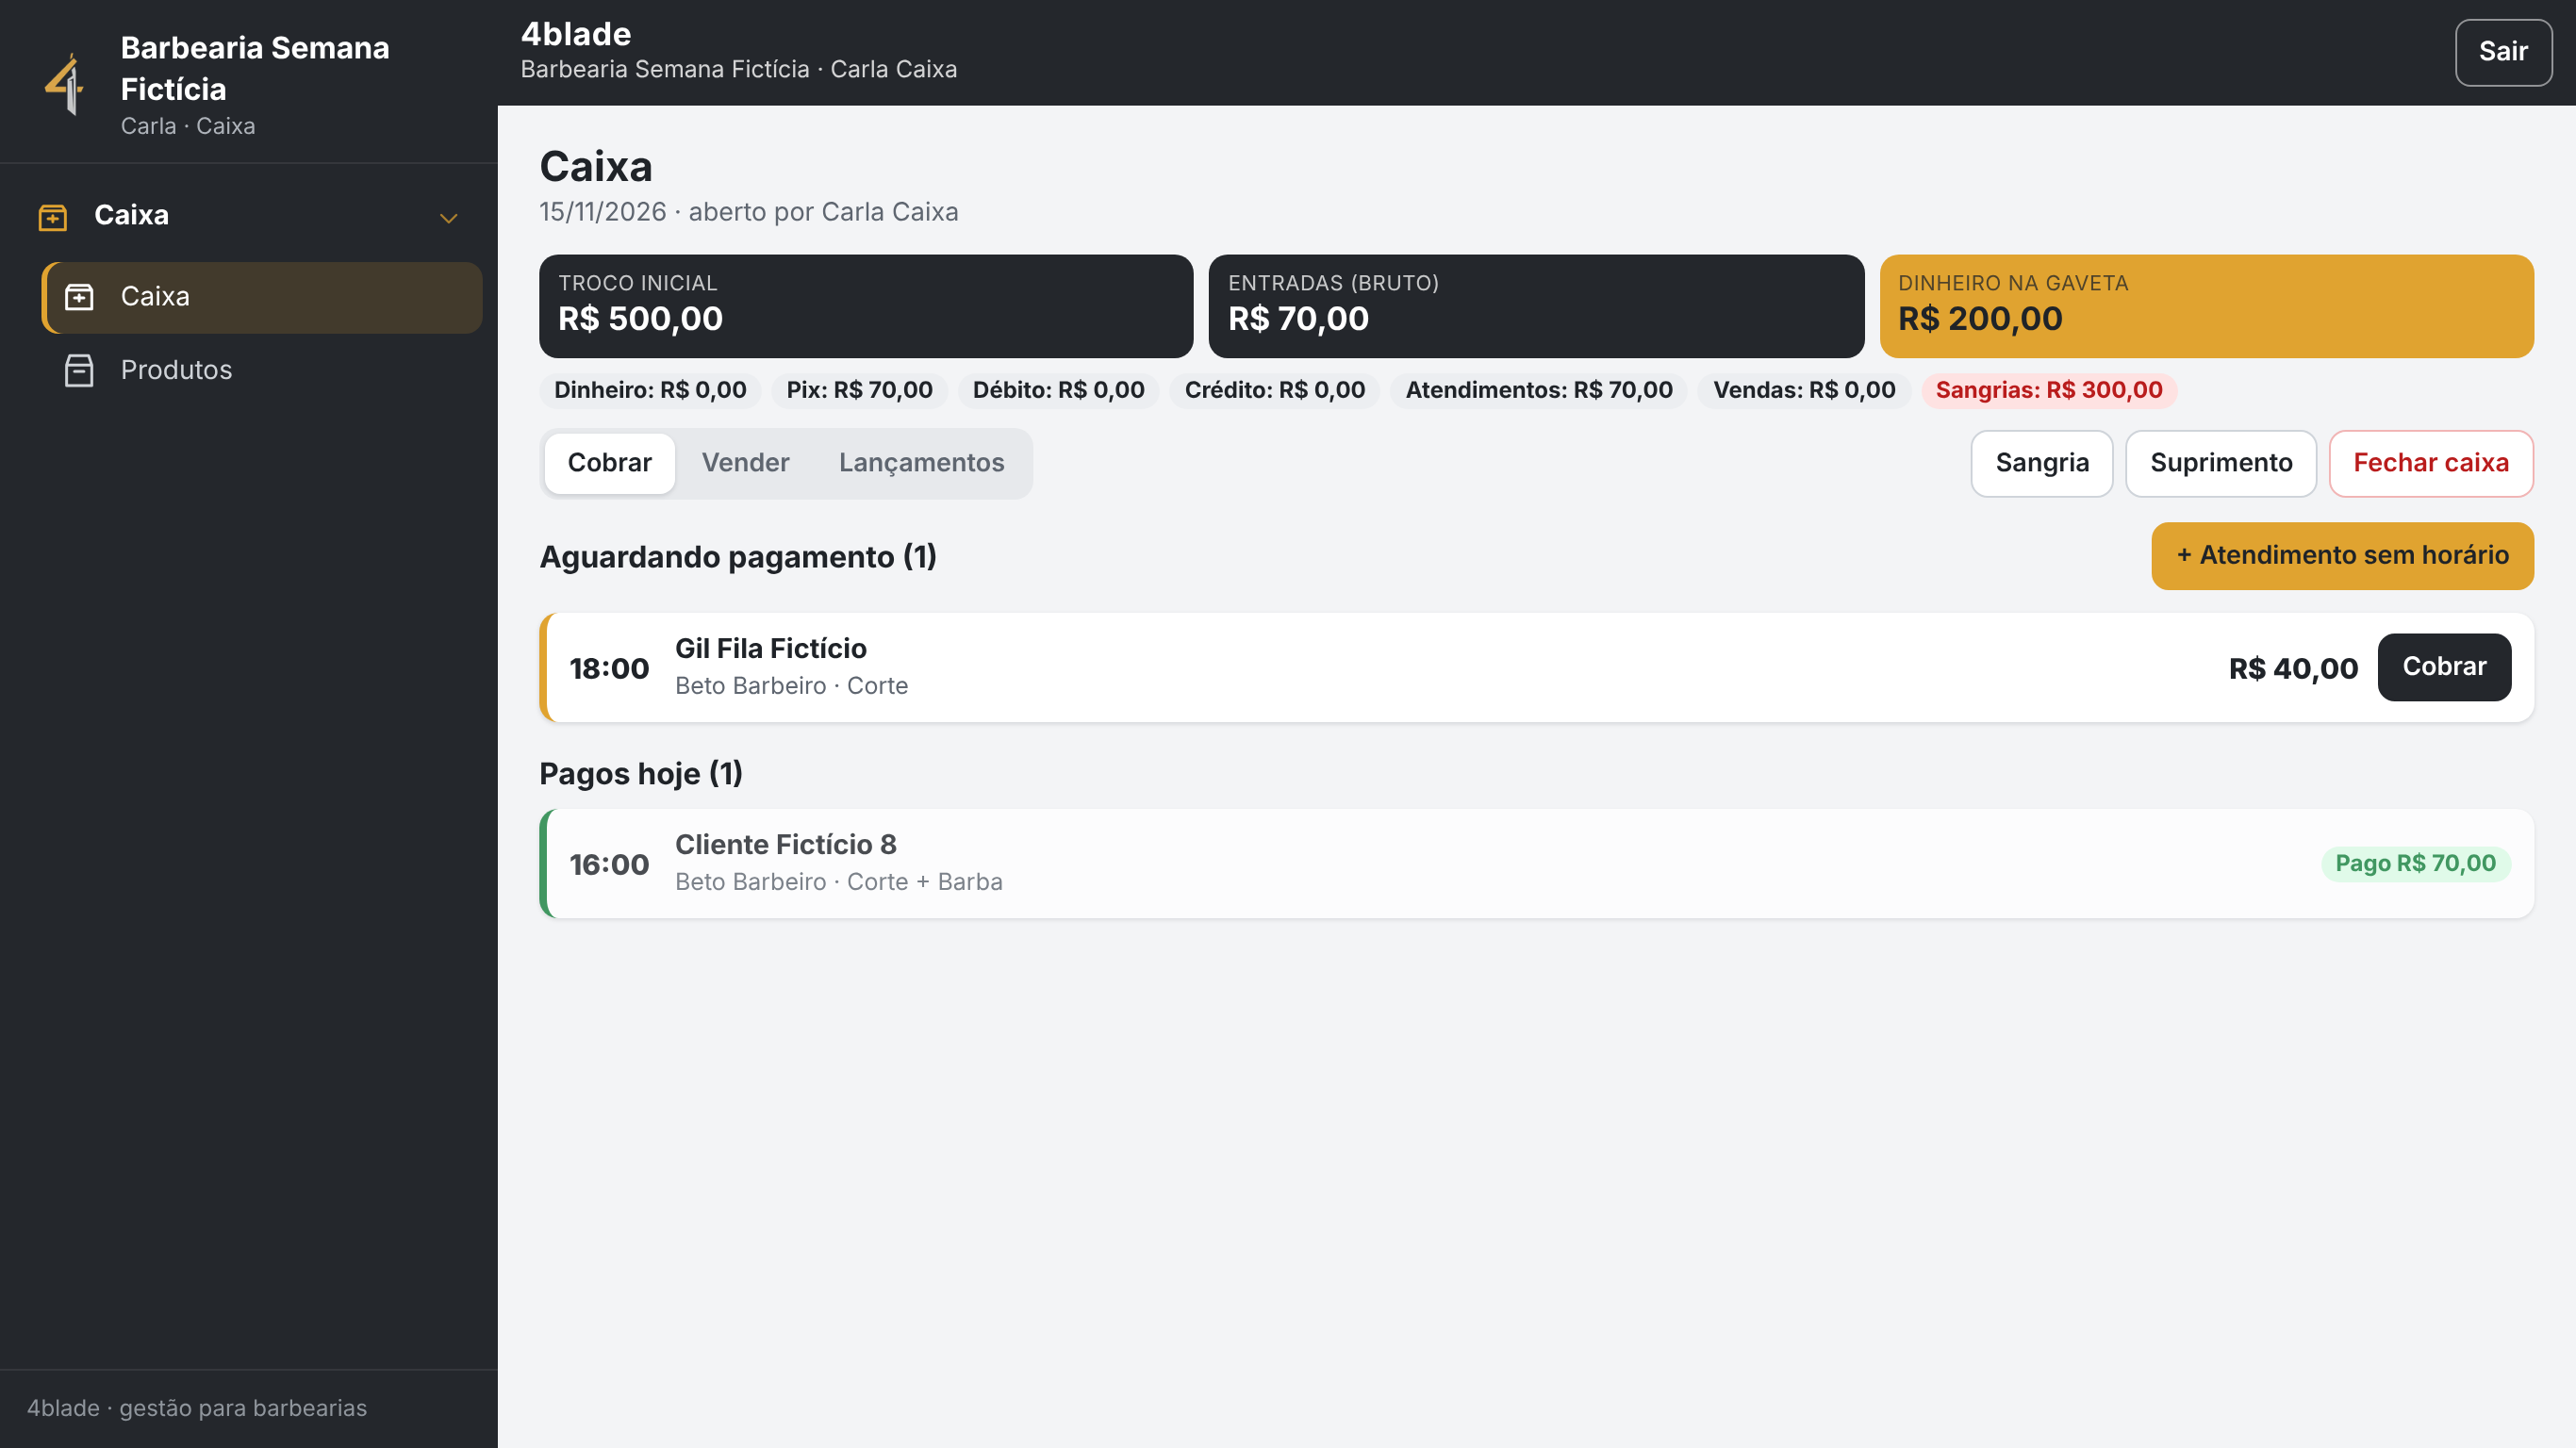 Barbearia Semana
Fictícia
Carla · Caixa
Caixa
Caixa
Produtos
4blade · gestão para barbearias
4blade
Barbearia Semana Fictícia · Carla Caixa
Sair
Caixa
15/11/2026 · aberto por Carla Caixa
TROCO INICIAL
R$ 500,00
ENTRADAS (BRUTO)
R$ 70,00
DINHEIRO NA GAVETA
R$ 200,00
Dinheiro: R$ 0,00 Pix: R$ 70,00 Débito: R$ 0,00 Crédito: R$ 0,00 Atendimentos: R$ 70,00 Vendas: R$ 0,00 Sangrias: R$ 300,00
Cobrar Vender Lançamentos Sangria Suprimento Fechar caixa
Aguardando pagamento (1) + Atendimento sem horário
18:00
Gil Fila Fictício
Beto Barbeiro · Corte
R$ 40,00 Cobrar
Pagos hoje (1)
16:00
Cliente Fictício 8
Beto Barbeiro · Corte + Barba
Pago R$ 70,00